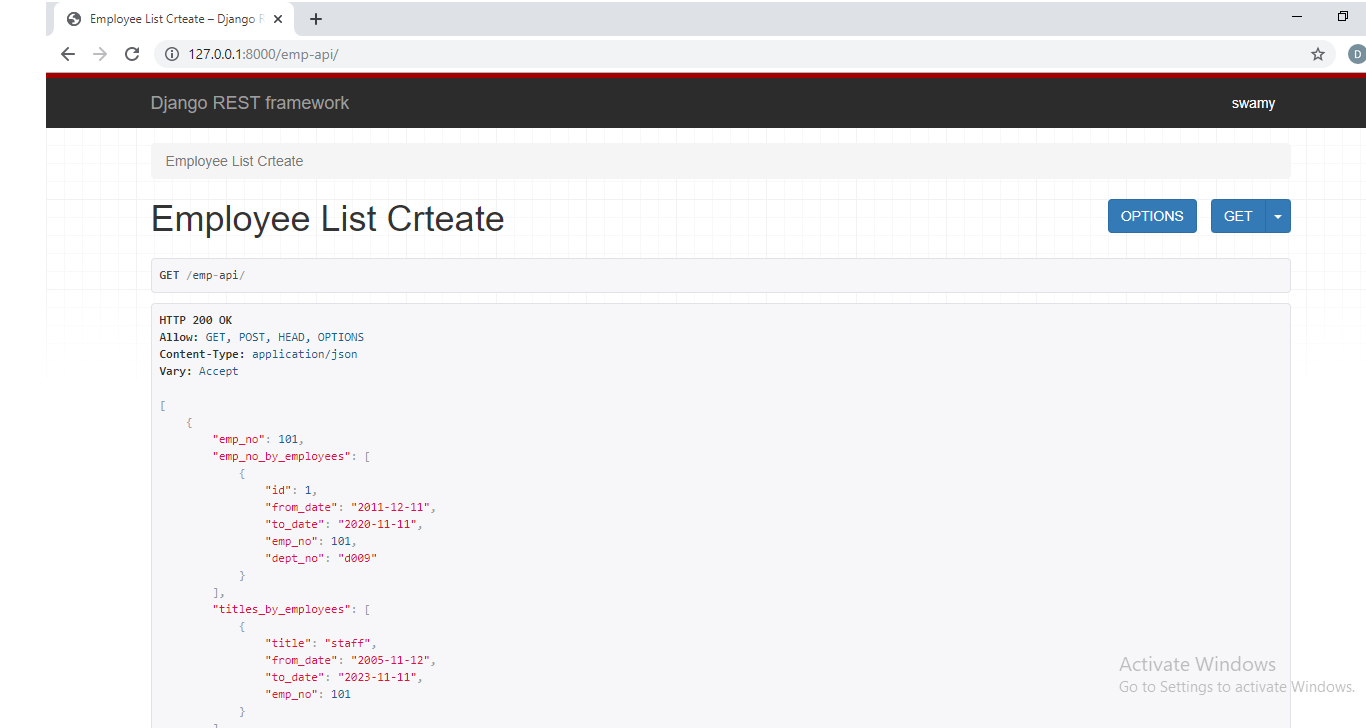 Employee List Crteate – Django R
127.0.0.1:8000/emp-api/
D
Django REST framework
swamy
Employee List Crteate
Employee List Crteate
OPTIONS
GET
GET /emp-api/
HTTP 200 OK
Allow: GET, POST, HEAD, OPTIONS
Content-Type: application/json
Vary: Accept
[
{
"emp_no": 101,
"emp_no_by_employees": [
{
"id": 1,
"from_date": "2011-12-11",
"to_date": "2020-11-11",
"emp_no": 101,
"dept_no": "d009"
}
],
"titles_by_employees": [
{
"title": "staff",
"from_date": "2005-11-12",
"to_date": "2023-11-11",
"emp_no": 101
}
]
Activate Windows
Go to Settings to activate Windows.